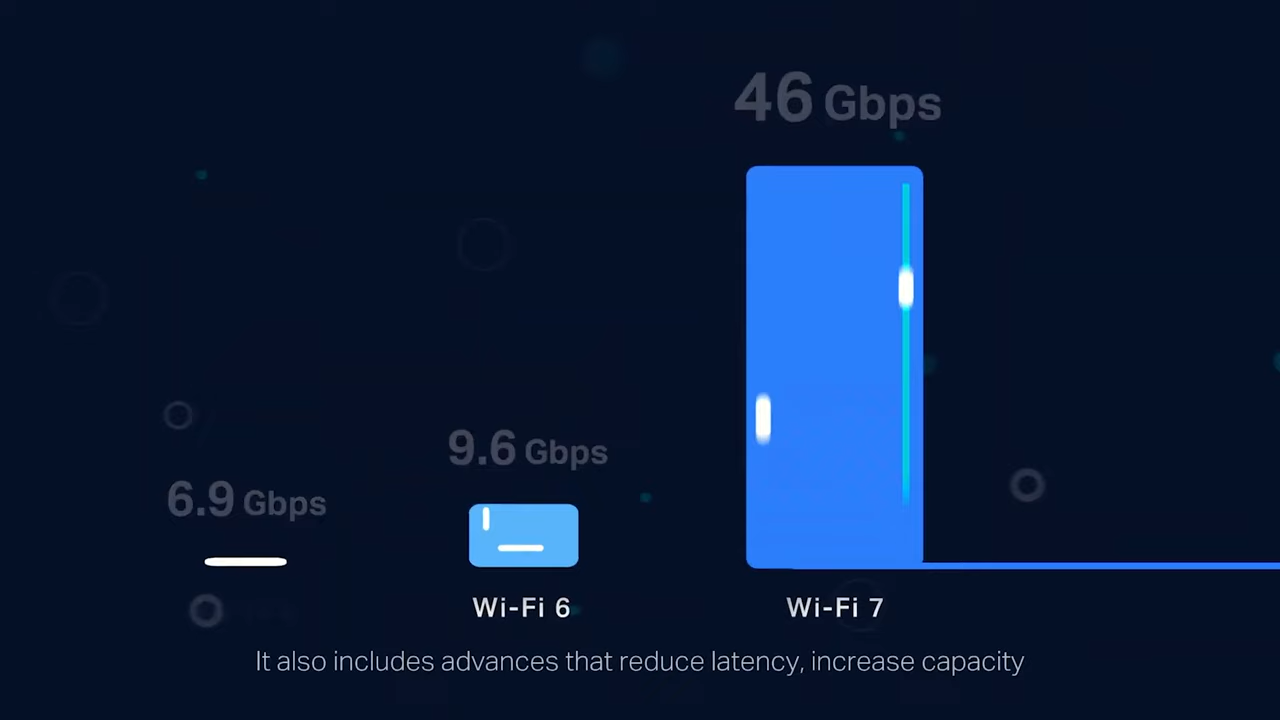 46 Gbps
9.6 Gbps
6.9 Gbps
Wi-Fi 6
Wi-Fi 7
It also includes advances that reduce latency, increase capacity